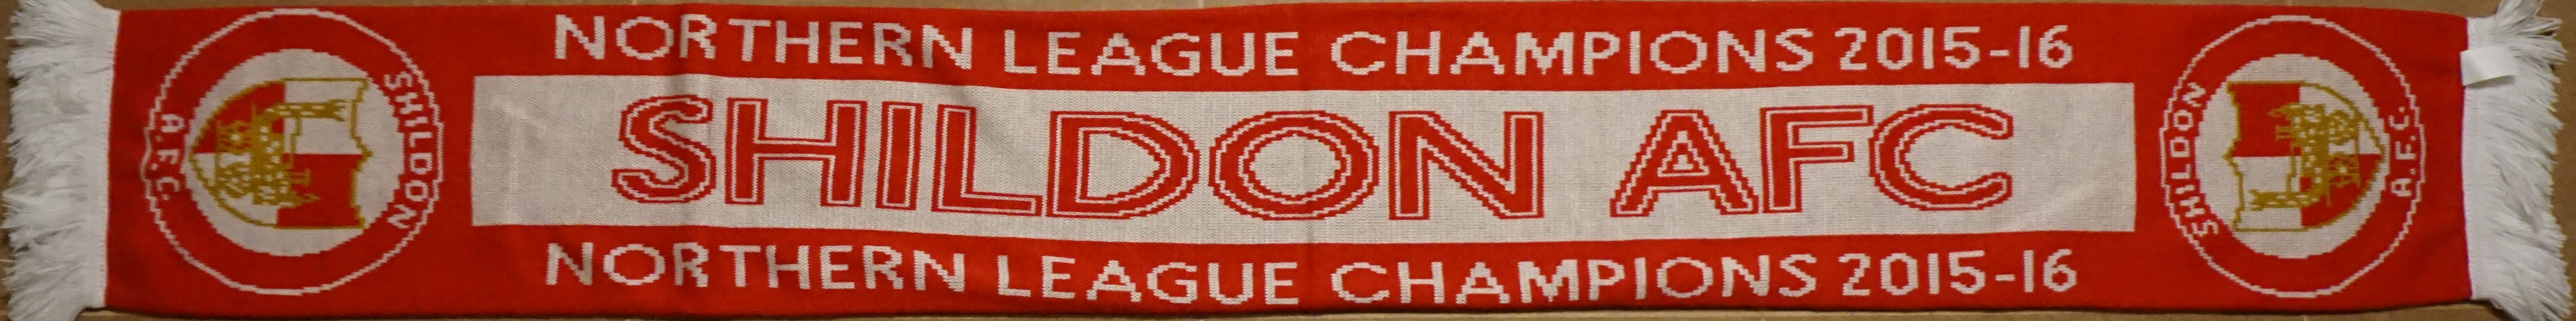 NORTHERN LEAGUE CHAMPIONS 2015-16
SHILDON
A.F.C.
SHILDON AFC
SHILDON
A.F.C.
NORTHERN LEAGUE CHAMPIONS 2015-16